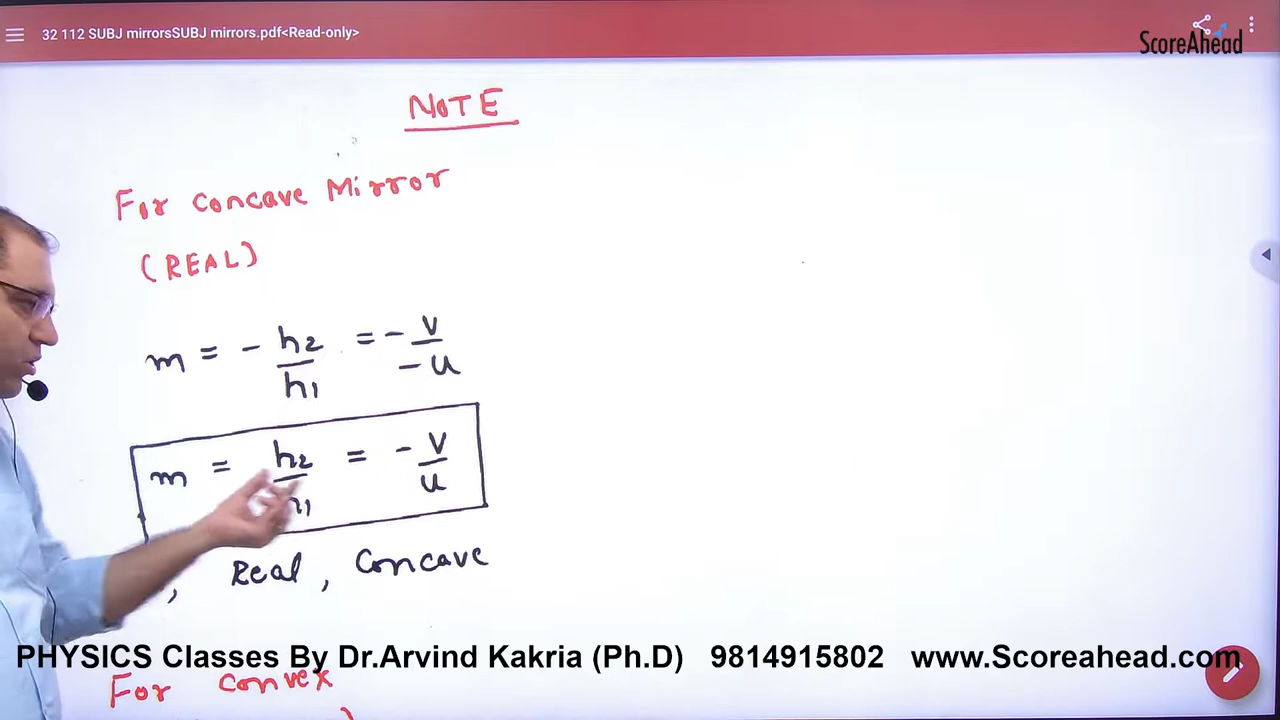 32 112 SUBJ mirrorsSUBJ mirrors.pdf<Read-only>
ScoreAhead
NOTE
For Concave Mirror
(REAL)
m = - h2/h1 = - v/-u
m = h2/h1 = - v/u
, Real, Concave
PHYSICS Classes By Dr.Arvind Kakria (Ph.D) 9814915802 www.Scoreahead.com
For Convex